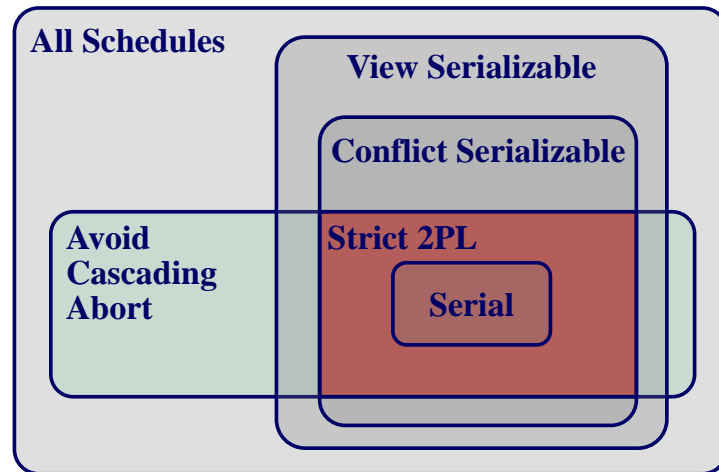 All Schedules
View Serializable
Conflict Serializable
Avoid
Cascading
Abort
Strict 2PL
Serial